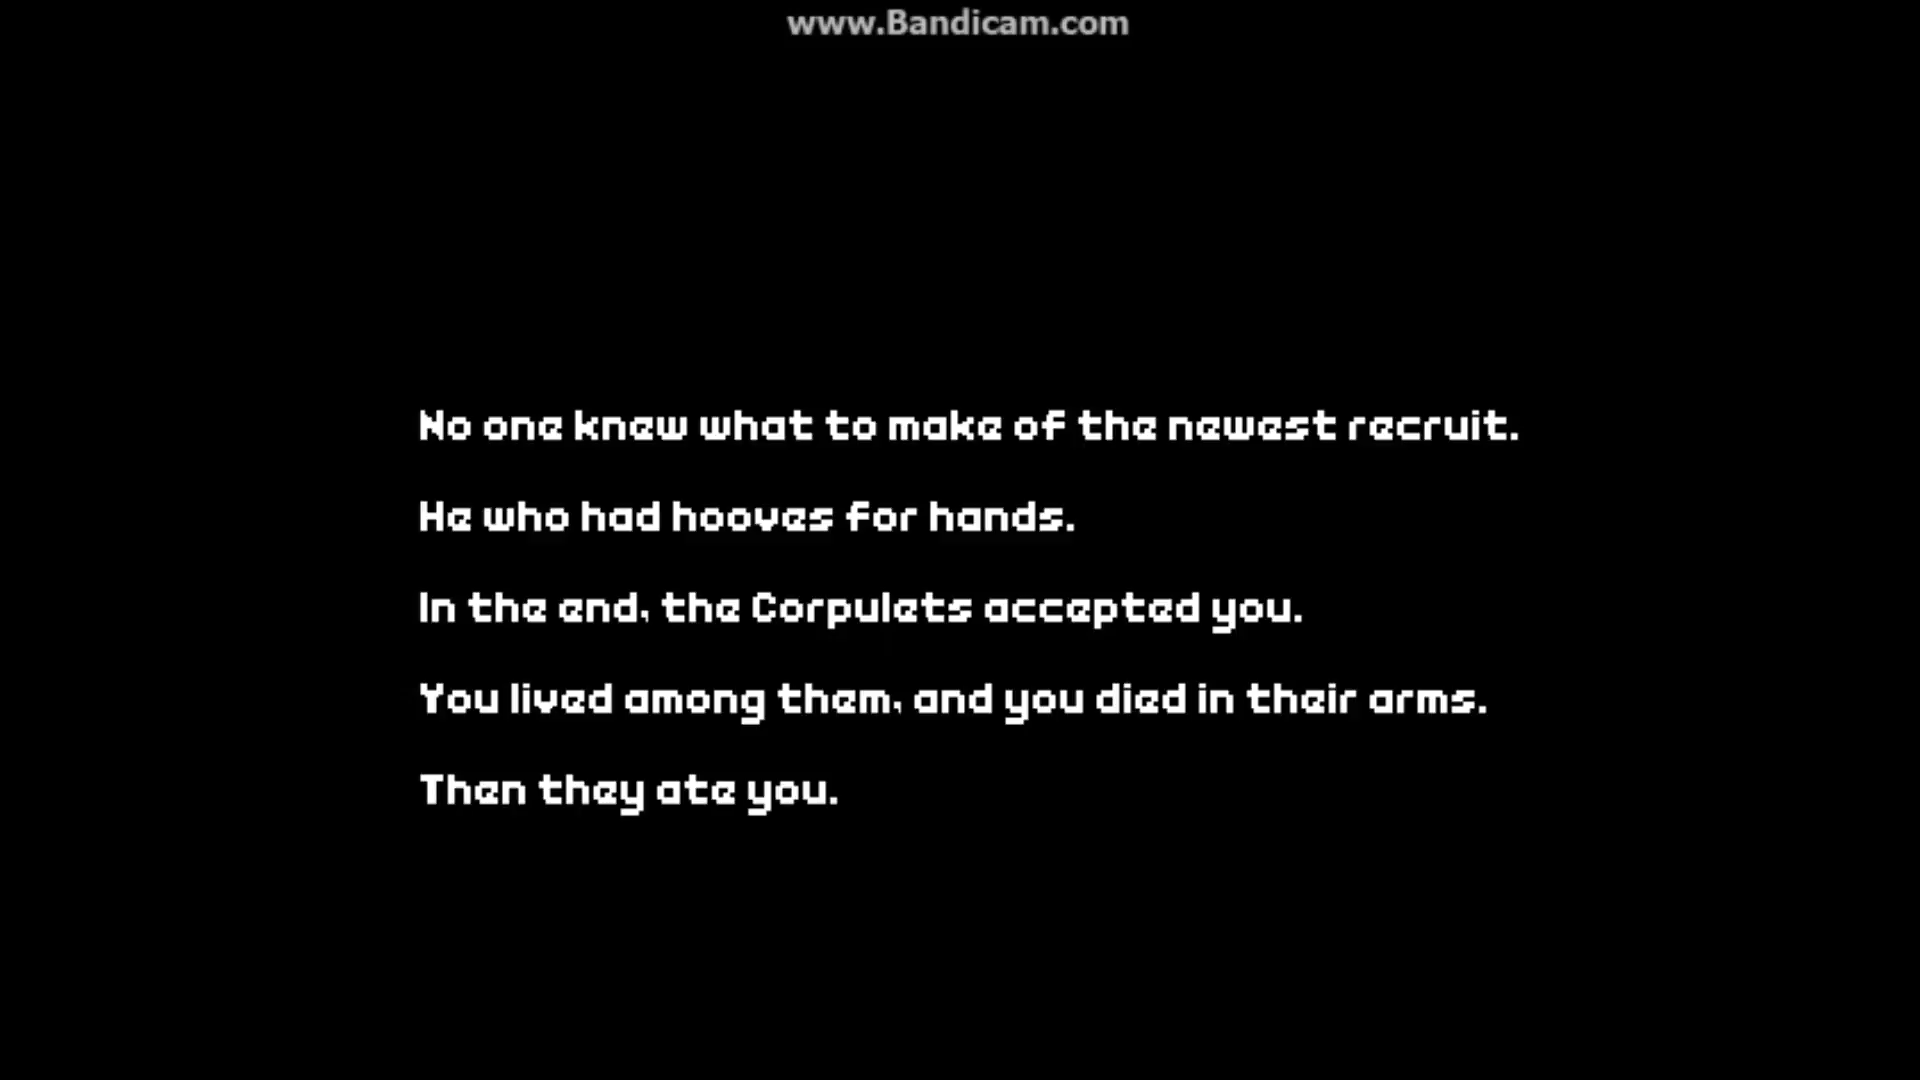 www.Bandicam.com
No one knew what to make of the newest recruit.
He who had hooves for hands.
In the end, the Corpulets accepted you.
You lived among them, and you died in their arms.
Then they ate you.